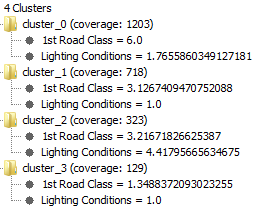 4 Clusters
cluster_0 (coverage: 1203)
1st Road Class = 6.0
Lighting Conditions = 1.7655860349127181
cluster_1 (coverage: 718)
1st Road Class = 3.1267409470752088
Lighting Conditions = 1.0
cluster_2 (coverage: 323)
1st Road Class = 3.21671826625387
Lighting Conditions = 4.41795665634675
cluster_3 (coverage: 129)
1st Road Class = 1.3488372093023255
Lighting Conditions = 1.0